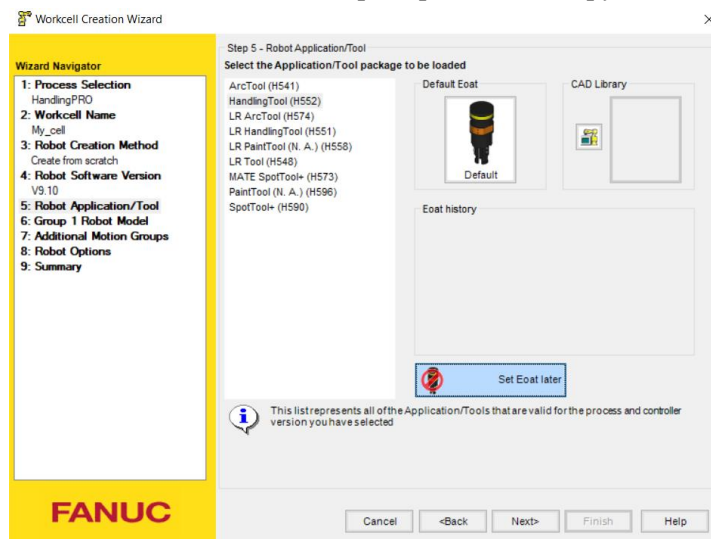 Workcell Creation Wizard
Wizard Navigator
1: Process Selection
HandlingPRO
2: Workcell Name
My_cell
3: Robot Creation Method
Create from scratch
4: Robot Software Version
V9.10
5: Robot Application/Tool
6: Group 1 Robot Model
7: Additional Motion Groups
8: Robot Options
9: Summary
FANUC
Step 5 - Robot Application/Tool
Select the Application/Tool package to be loaded
ArcTool (H541)
HandlingTool (H552)
LR ArcTool (H574)
LR HandlingTool (H551)
LR PaintTool (N. A.) (H558)
LR Tool (H548)
MATE SpotTool+ (H573)
PaintTool (N. A.) (H596)
SpotTool+ (H590)
Default Eoat
Default
CAD Library
Eoat history
Set Eoat later
This list represents all of the Application/Tools that are valid for the process and controller
version you have selected
Cancel <Back Next> Finish Help